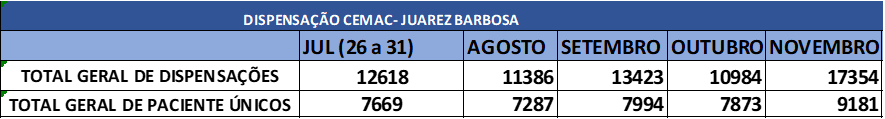 DISPENSAÇÃO CEMAC- JUAREZ BARBOSA
JUL (26 a 31) AGOSTO SETEMBRO OUTUBRO NOVEMBRO
TOTAL GERAL DE DISPENSAÇÕES 12618 11386 13423 10984 17354
TOTAL GERAL DE PACIENTE ÚNICOS 7669 7287 7994 7873 9181